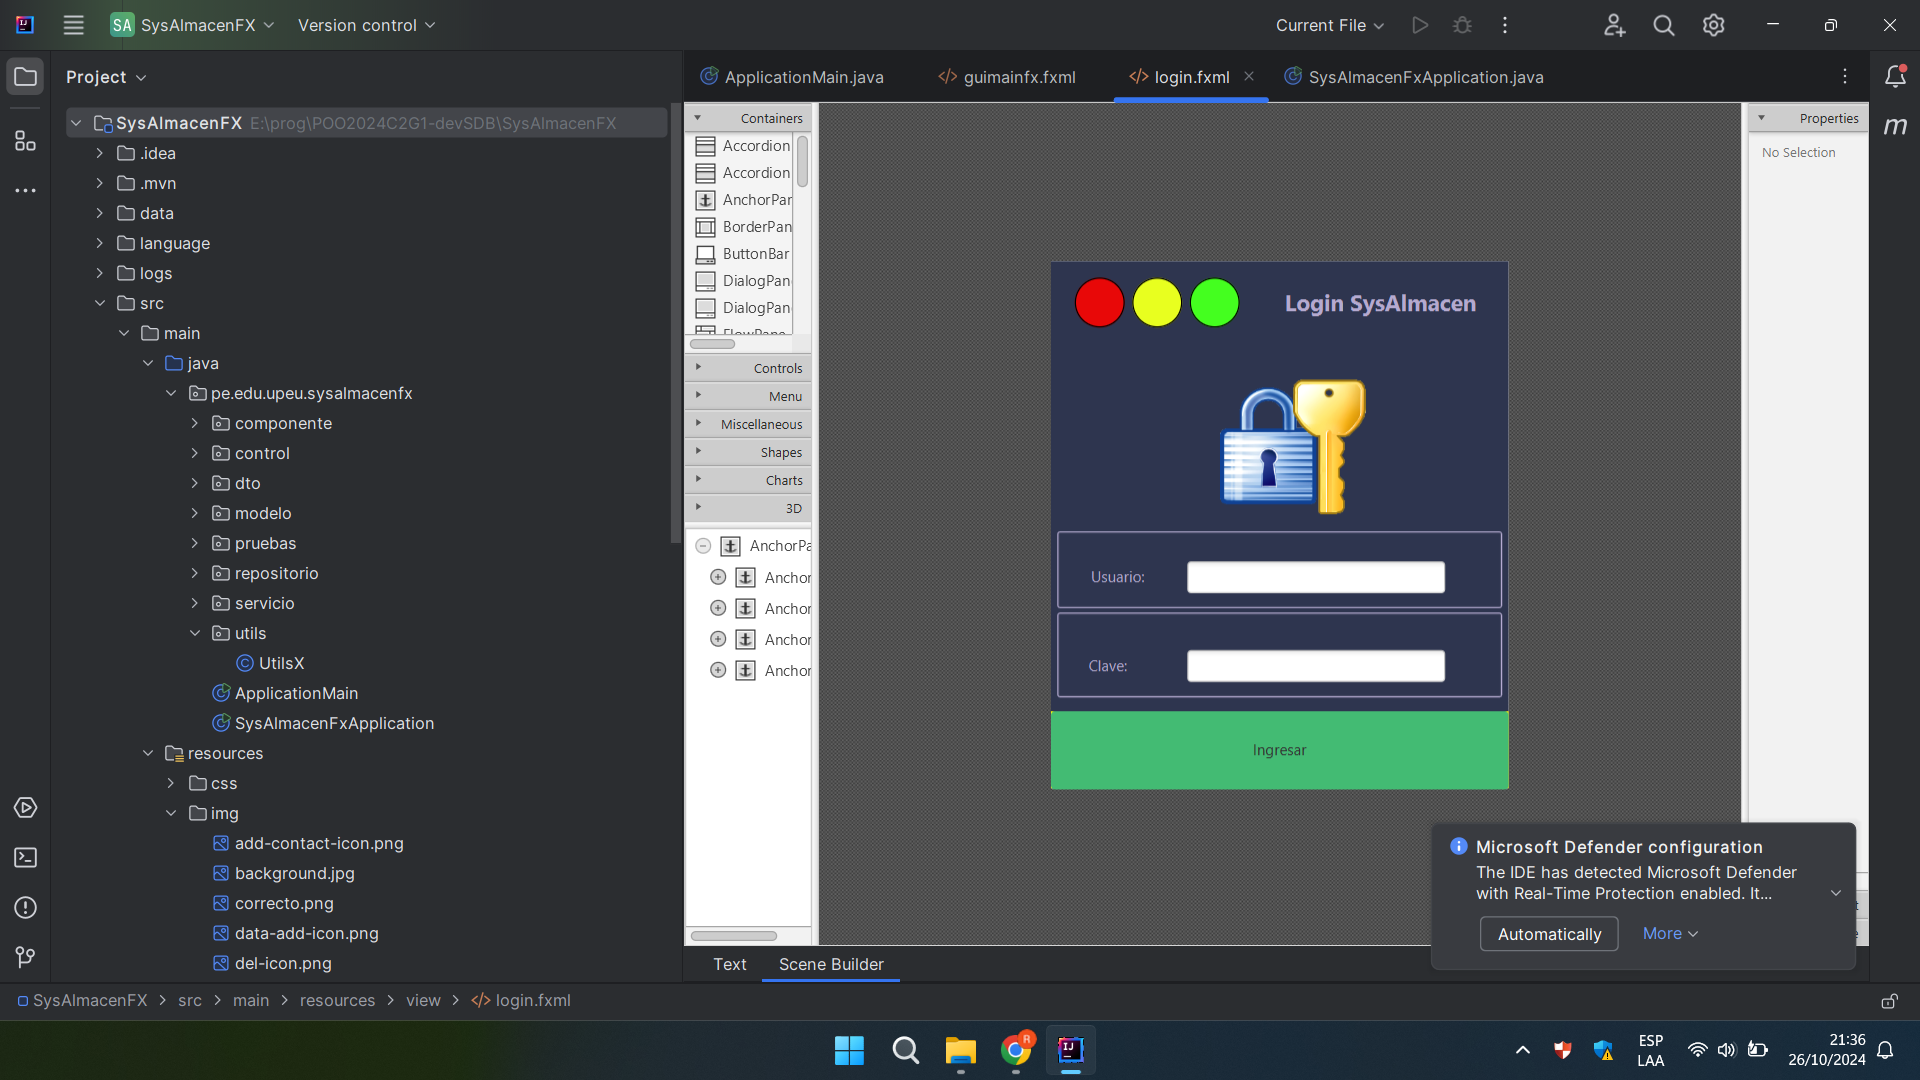 SA SysAlmacenFX
Version control
Current File
Project
ApplicationMain.java
guimainfx.fxml
login.fxml
SysAlmacenFxApplication.java
SysAlmacenFX E:\prog\POO2024C2G1-devSDB\SysAlmacenFX
.idea
.mvn
data
language
logs
src
main
java
pe.edu.upeu.sysalmacenfx
componente
control
dto
modelo
pruebas
repositorio
servicio
utils
UtilsX
ApplicationMain
SysAlmacenFxApplication
resources
css
img
add-contact-icon.png
background.jpg
correcto.png
data-add-icon.png
del-icon.png
Containers
Accordion
Accordion
AnchorPan
BorderPan
ButtonBar
DialogPan
DialogPan
FlowPane
Controls
Menu
Miscellaneous
Shapes
Charts
3D
AnchorPa
Anchor
Anchor
Anchor
Anchor
Login SysAlmacen
Usuario:
Clave:
Ingresar
Properties
No Selection
m
Microsoft Defender configuration
The IDE has detected Microsoft Defender
with Real-Time Protection enabled. It...
Automatically
More
Text
Scene Builder
SysAlmacenFX > src > main > resources > view > login.fxml
R
IJ
ESP
LAA
21:36
26/10/2024